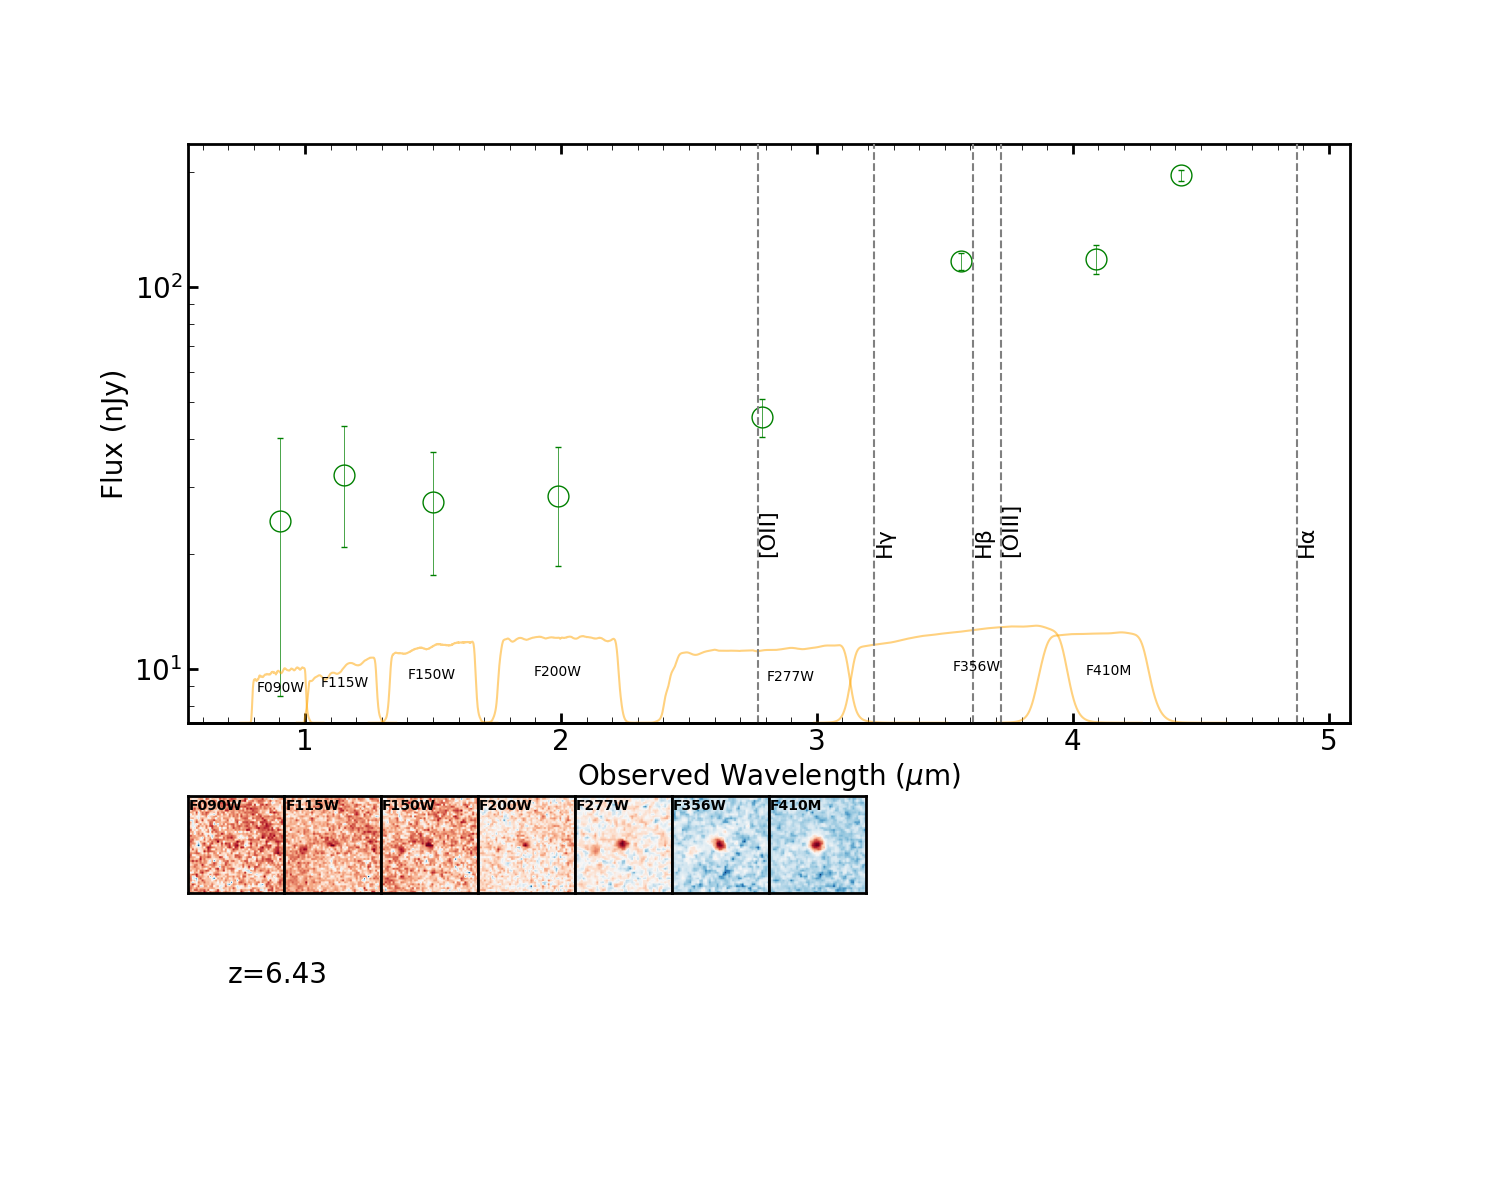 10²
10¹
Flux (nJy)
[OII]
Hγ
Hβ
[OIII]
Hα
F090W
F115W
F150W
F200W
F277W
F356W
F410M
1 2 3 4 5
Observed Wavelength (μm)
F090W F115W F150W F200W F277W F356W F410M
z=6.43